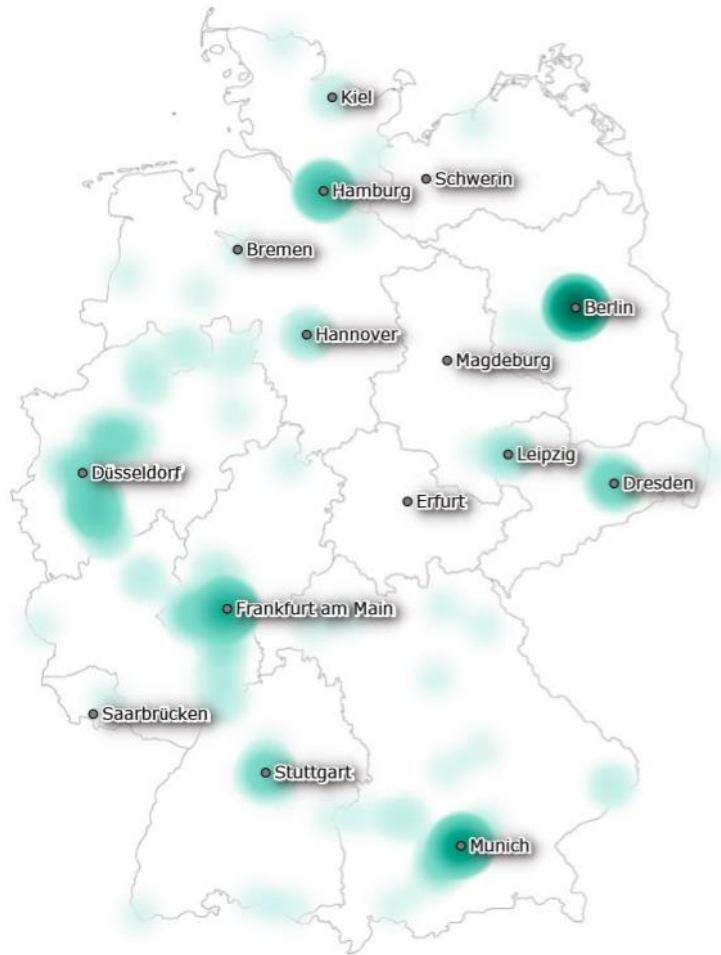 Kiel
Schwerin
Hamburg
Bremen
Berlin
Hannover
Magdeburg
Leipzig
Düsseldorf
Dresden
Erfurt
Frankfurt am Main
Saarbrücken
Stuttgart
Munich